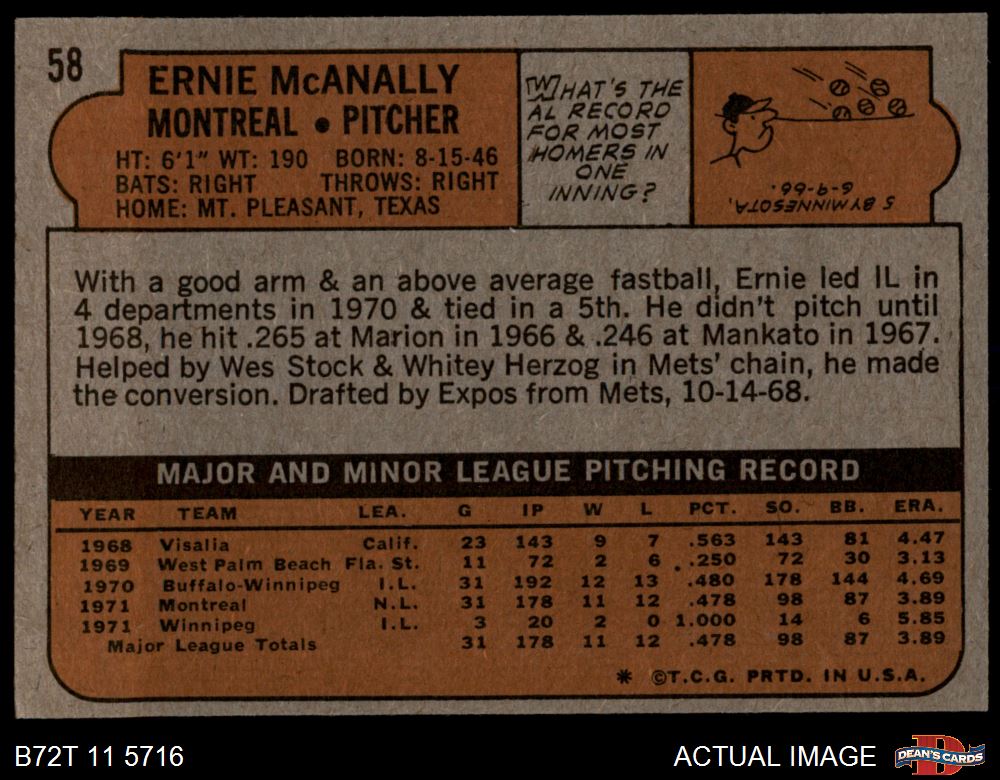 58
ERNIE McANALLY
MONTREAL • PITCHER
HT: 6'1" WT: 190 BORN: 8-15-46
BATS: RIGHT THROWS: RIGHT
HOME: MT. PLEASANT, TEXAS
WHAT'S THE
AL RECORD
FOR MOST
HOMERS IN
ONE
INNING?
5 BY MINNESOTA,
6-9-66.
With a good arm & an above average fastball, Ernie led IL in
4 departments in 1970 & tied in a 5th. He didn't pitch until
1968, he hit .265 at Marion in 1966 & .246 at Mankato in 1967.
Helped by Wes Stock & Whitey Herzog in Mets' chain, he made
the conversion. Drafted by Expos from Mets, 10-14-68.
MAJOR AND MINOR LEAGUE PITCHING RECORD
YEAR TEAM LEA. G IP W L PCT. SO. BB. ERA.
1968 Visalia Calif. 23 143 9 7 .563 143 81 4.47
1969 West Palm Beach Fla. St. 11 72 2 6 .250 72 30 3.13
1970 Buffalo-Winnipeg I.L. 31 192 12 13 .480 178 144 4.69
1971 Montreal N.L. 31 178 11 12 .478 98 87 3.89
1971 Winnipeg I.L. 3 20 2 0 1.000 14 6 5.85
Major League Totals 31 178 11 12 .478 98 87 3.89
* ©T.C.G. PRTD. IN U.S.A.
B72T 11 5716
ACTUAL IMAGE
DEAN'S CARDS